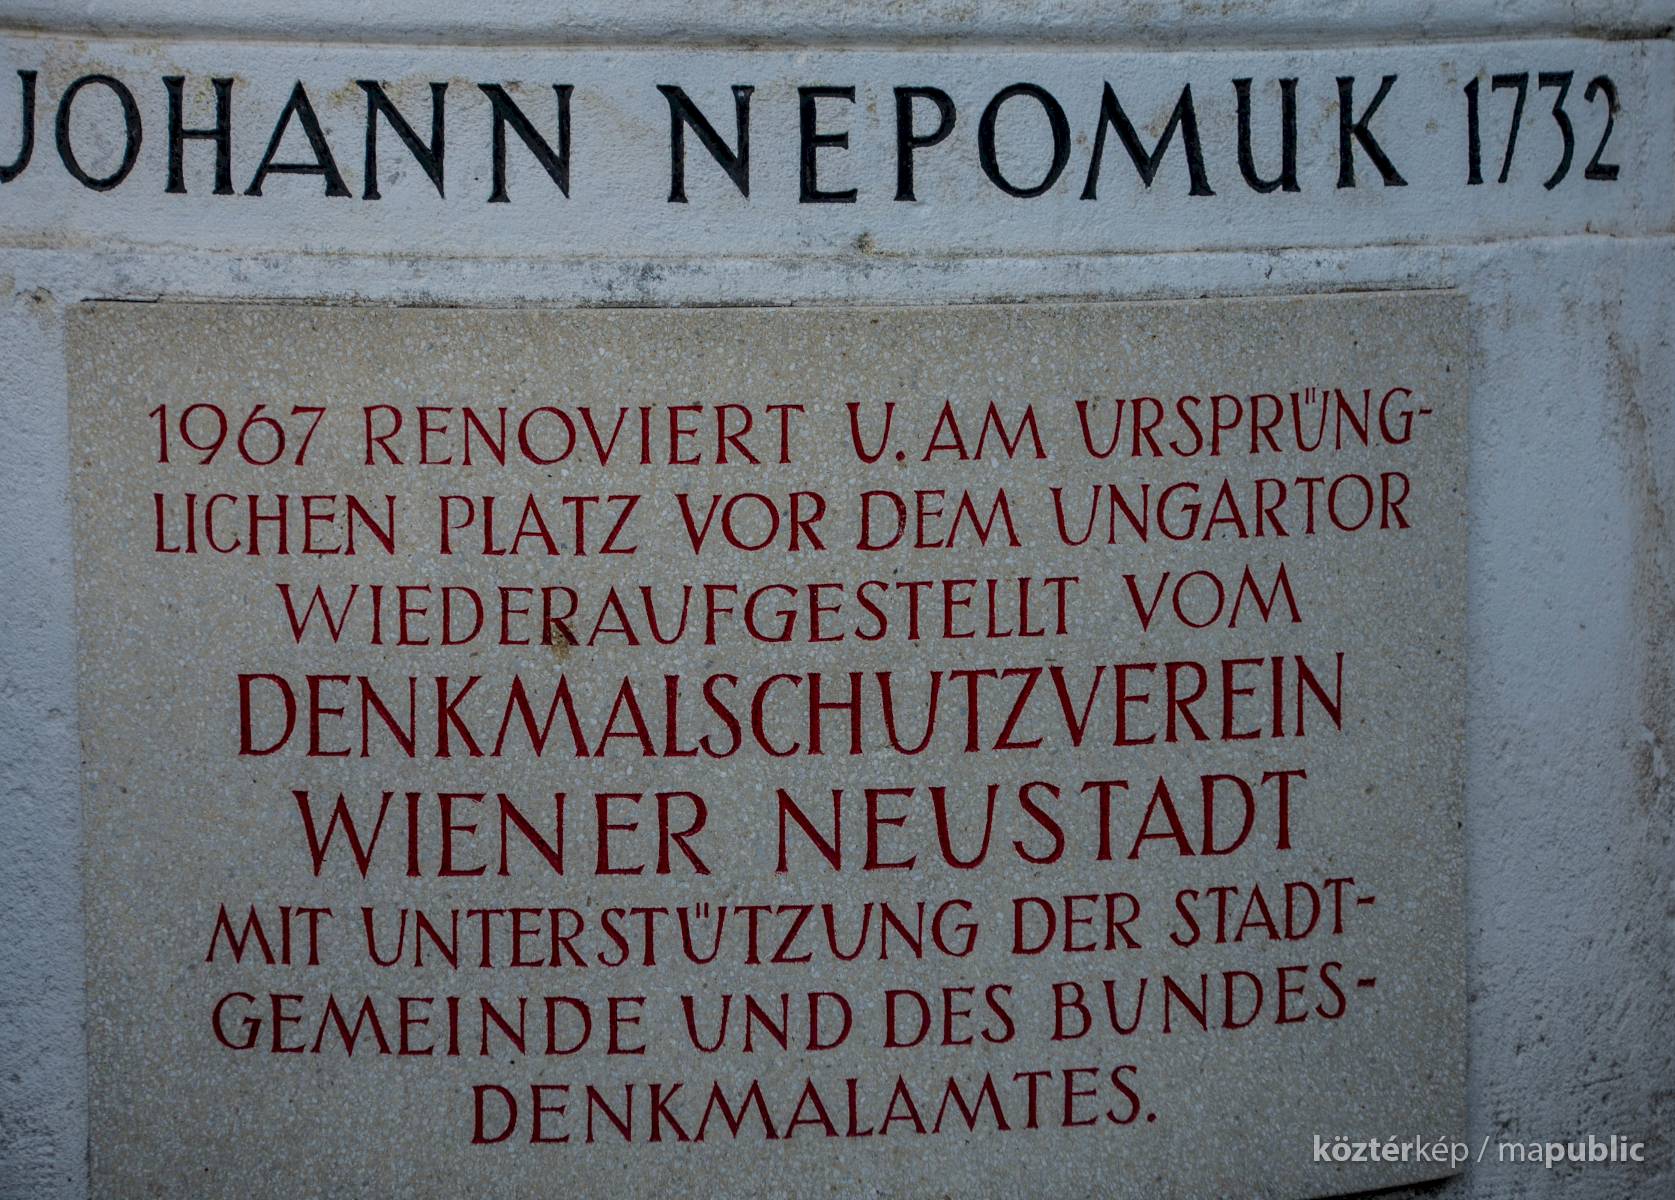 JOHANN NEPOMUK 1732
1967 RENOVIERT U. AM URSPRÜNG-
LICHEN PLATZ VOR DEM UNGARTOR
WIEDERAUFGESTELLT VOM
DENKMALSCHUTZVEREIN
WIENER NEUSTADT
MIT UNTERSTÜTZUNG DER STADT-
GEMEINDE UND DES BUNDES-
DENKMALAMTES.
köztérkép / mapublic